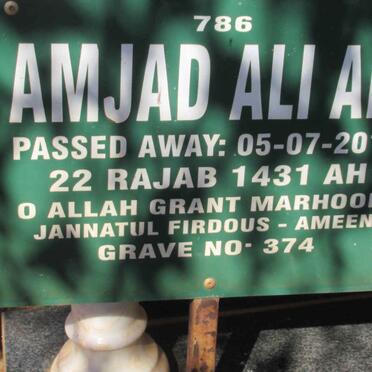 786
AMJAD ALI
PASSED AWAY: 05-07-20
22 RAJAB 1431 AH
O ALLAH GRANT MARHOO
JANNATUL FIRDOUS - AMEEN
GRAVE NO- 374